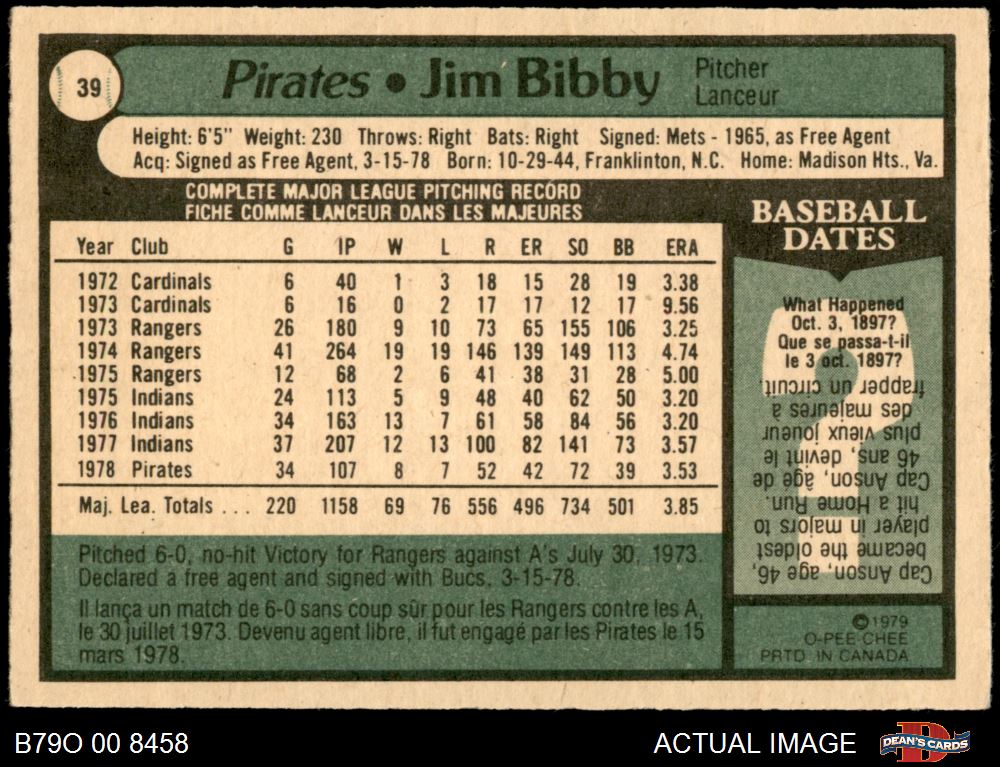 39
Pirates • Jim Bibby
Pitcher
Lanceur
Height: 6'5" Weight: 230 Throws: Right Bats: Right Signed: Mets - 1965, as Free Agent
Acq: Signed as Free Agent, 3-15-78 Born: 10-29-44, Franklinton, N.C. Home: Madison Hts., Va.
COMPLETE MAJOR LEAGUE PITCHING RECORD
FICHE COMME LANCEUR DANS LES MAJEURES
Year Club G IP W L R ER SO BB ERA
1972 Cardinals 6 40 1 3 18 15 28 19 3.38
1973 Cardinals 6 16 0 2 17 17 12 17 9.56
1973 Rangers 26 180 9 10 73 65 155 106 3.25
1974 Rangers 41 264 19 19 146 139 149 113 4.74
1975 Rangers 12 68 2 6 41 38 31 28 5.00
1975 Indians 24 113 5 9 48 40 62 50 3.20
1976 Indians 34 163 13 7 61 58 84 56 3.20
1977 Indians 37 207 12 13 100 82 141 73 3.57
1978 Pirates 34 107 8 7 52 42 72 39 3.53
Maj. Lea. Totals ... 220 1158 69 76 556 496 734 501 3.85
Pitched 6-0, no-hit Victory for Rangers against A's July 30, 1973.
Declared a free agent and signed with Bucs, 3-15-78.
Il lança un match de 6-0 sans coup sûr pour les Rangers contre les A,
le 30 juillet 1973. Devenu agent libre, il fut engagé par les Pirates le 15
mars 1978.
BASEBALL
DATES
What Happened
Oct. 3, 1897?
Que se passa-t-il
le 3 oct. 1897?
Cap Anson, age 46,
became the oldest
player in majors to
hit a Home Run.
Cap Anson, âge de
46 ans, devint le
plus vieux joueur
des majeures à
frapper un circuit.
©1979
O-PEE-CHEE
PRTD. IN CANADA
B79O 00 8458
ACTUAL IMAGE
D
DEAN'S CARDS